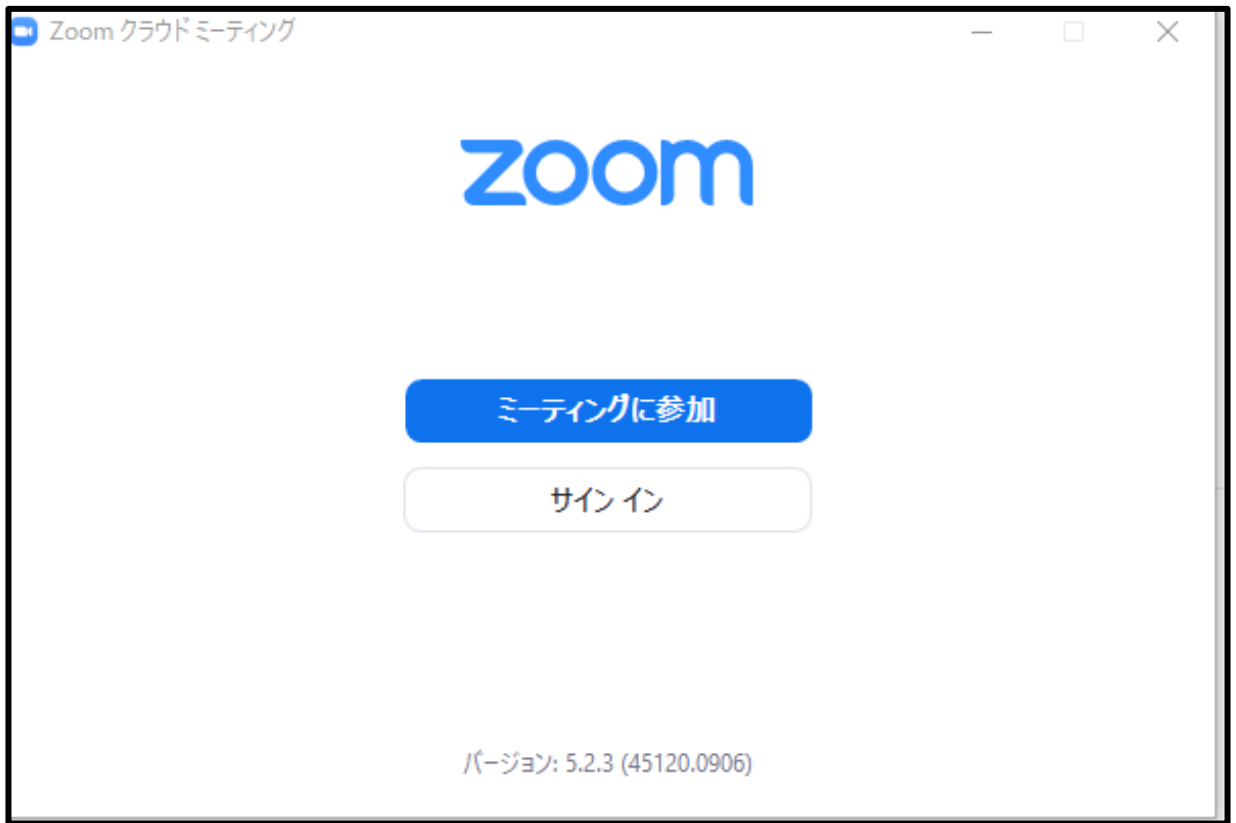 Zoom クラウド ミーティング
zoom
ミーティングに参加
サイン イン
バージョン: 5.2.3 (45120.0906)